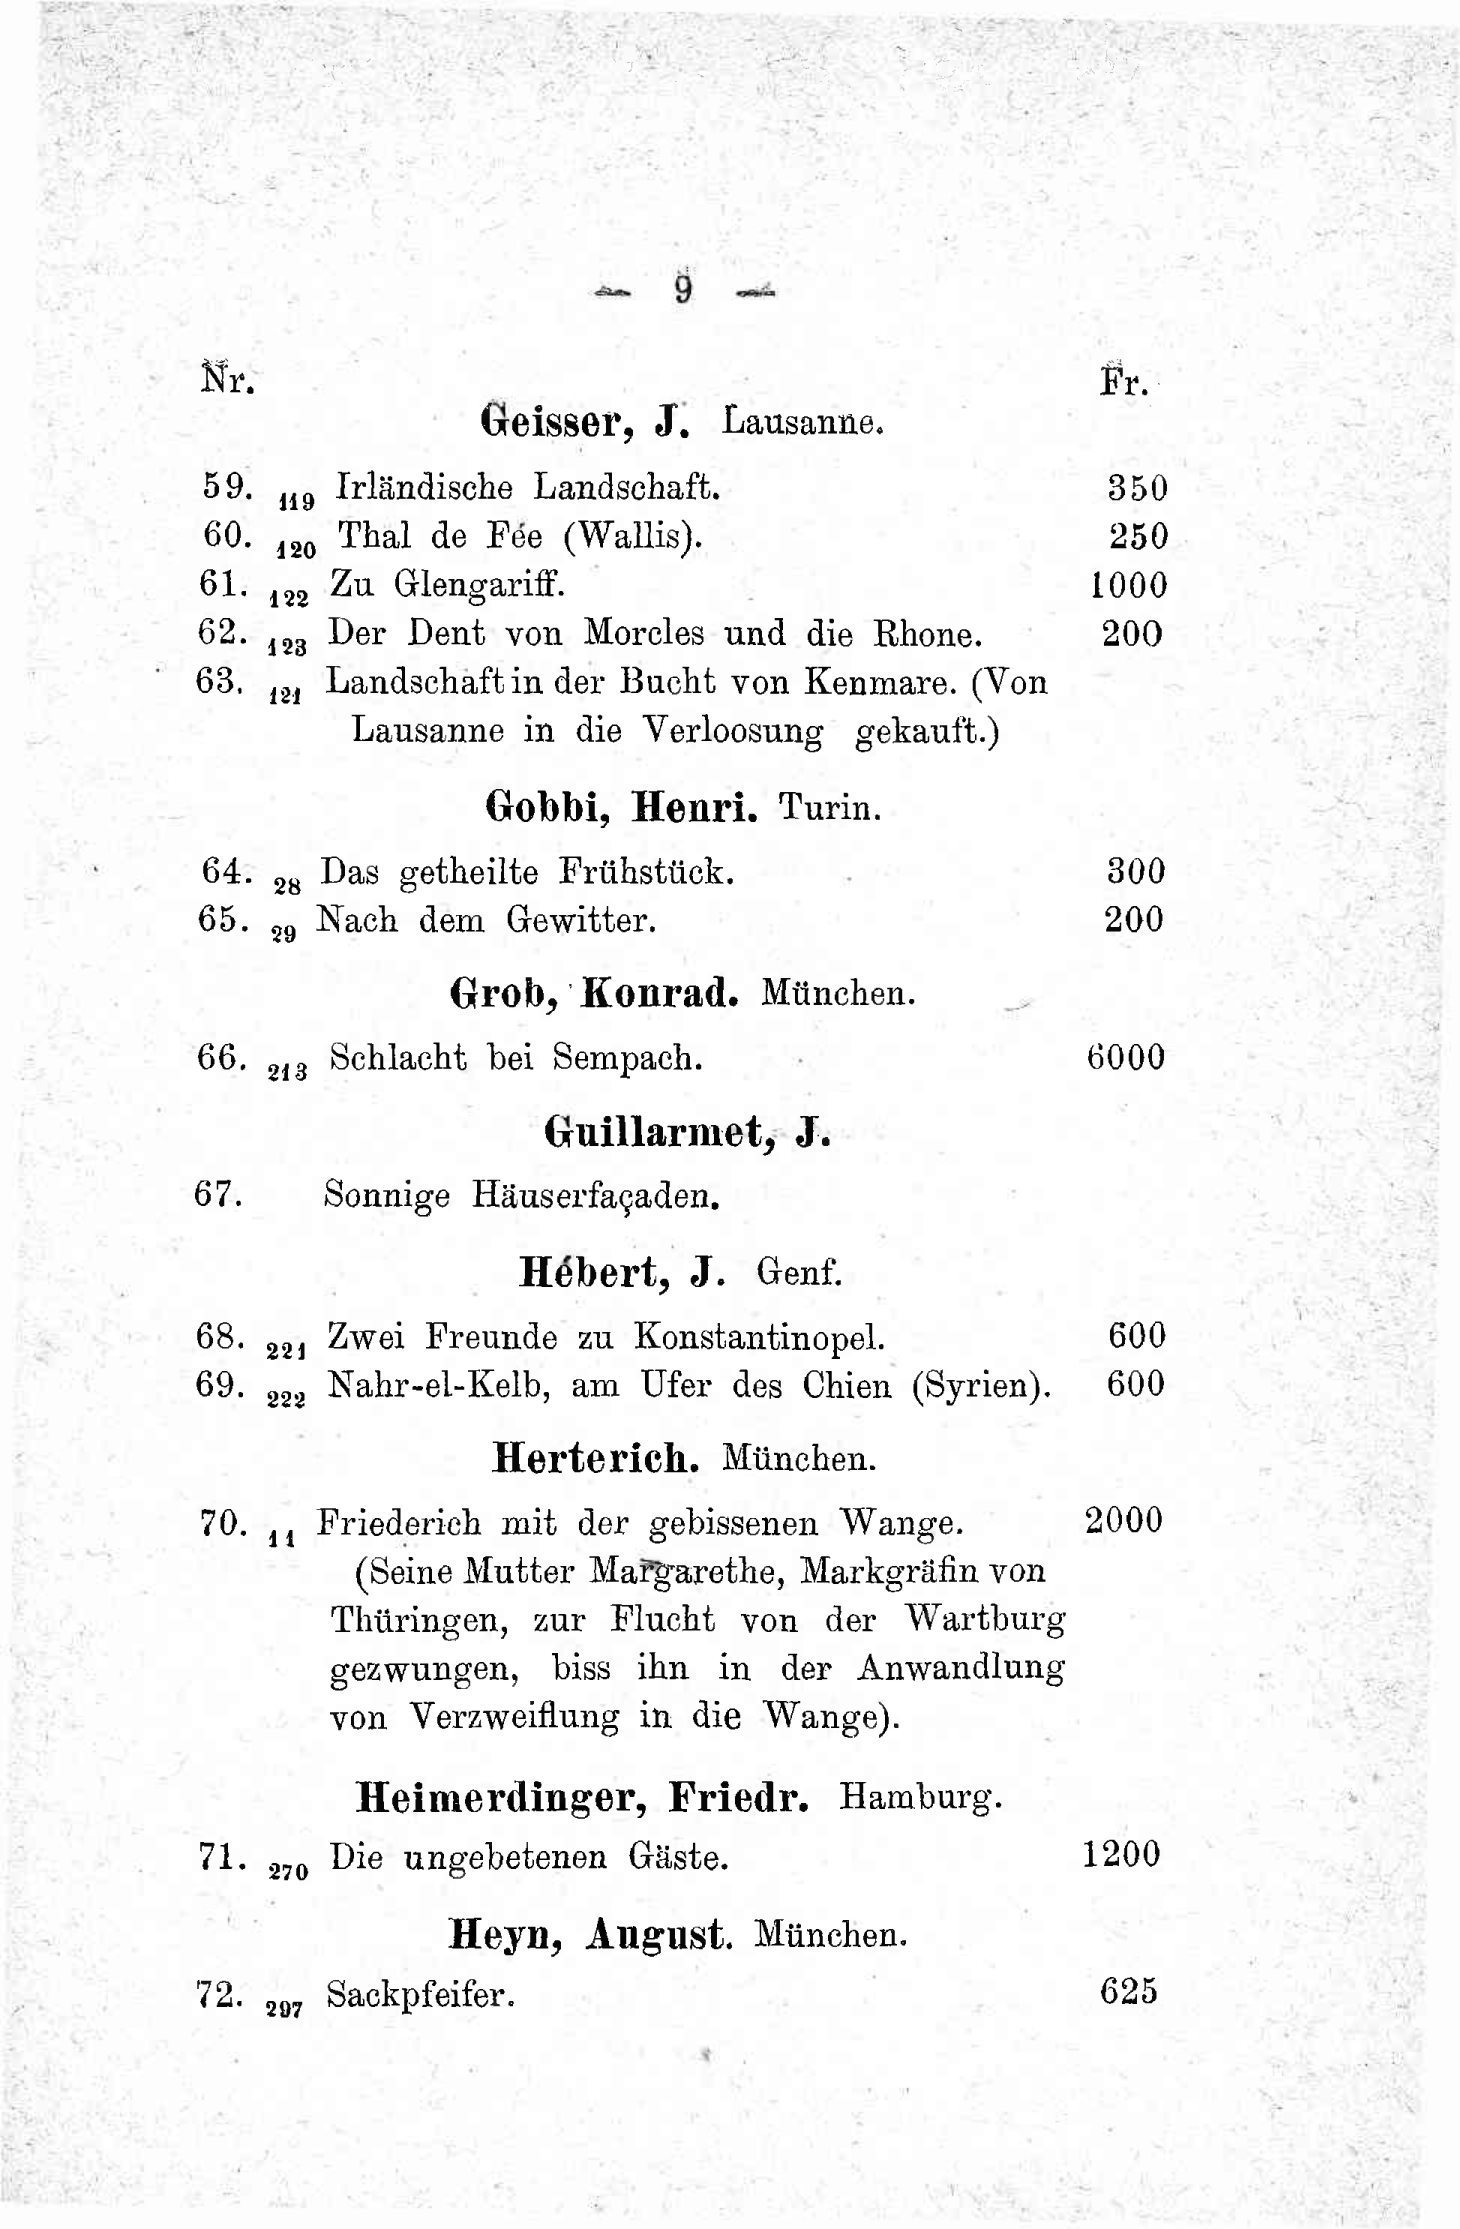 — 9 —
Nr. Fr.
Geisser, J. Lausanne.
59. 119 Irländische Landschaft. 350
60. 120 Thal de Fée (Wallis). 250
61. 122 Zu Glengariff. 1000
62. 123 Der Dent von Morcles und die Rhone. 200
63. 121 Landschaft in der Bucht von Kenmare. (Von
Lausanne in die Verloosung gekauft.)
Gobbi, Henri. Turin.
64. 28 Das getheilte Frühstück. 300
65. 29 Nach dem Gewitter. 200
Grob, Konrad. München.
66. 213 Schlacht bei Sempach. 6000
Guillarmet, J.
67. Sonnige Häuserfaçaden.
Hébert, J. Genf.
68. 221 Zwei Freunde zu Konstantinopel. 600
69. 222 Nahr-el-Kelb, am Ufer des Chien (Syrien). 600
Herterich. München.
70. 11 Friederich mit der gebissenen Wange. 2000
(Seine Mutter Margarethe, Markgräfin von
Thüringen, zur Flucht von der Wartburg
gezwungen, biss ihn in der Anwandlung
von Verzweiflung in die Wange).
Heimerdinger, Friedr. Hamburg.
71. 270 Die ungebetenen Gäste. 1200
Heyn, August. München.
72. 297 Sackpfeifer. 625